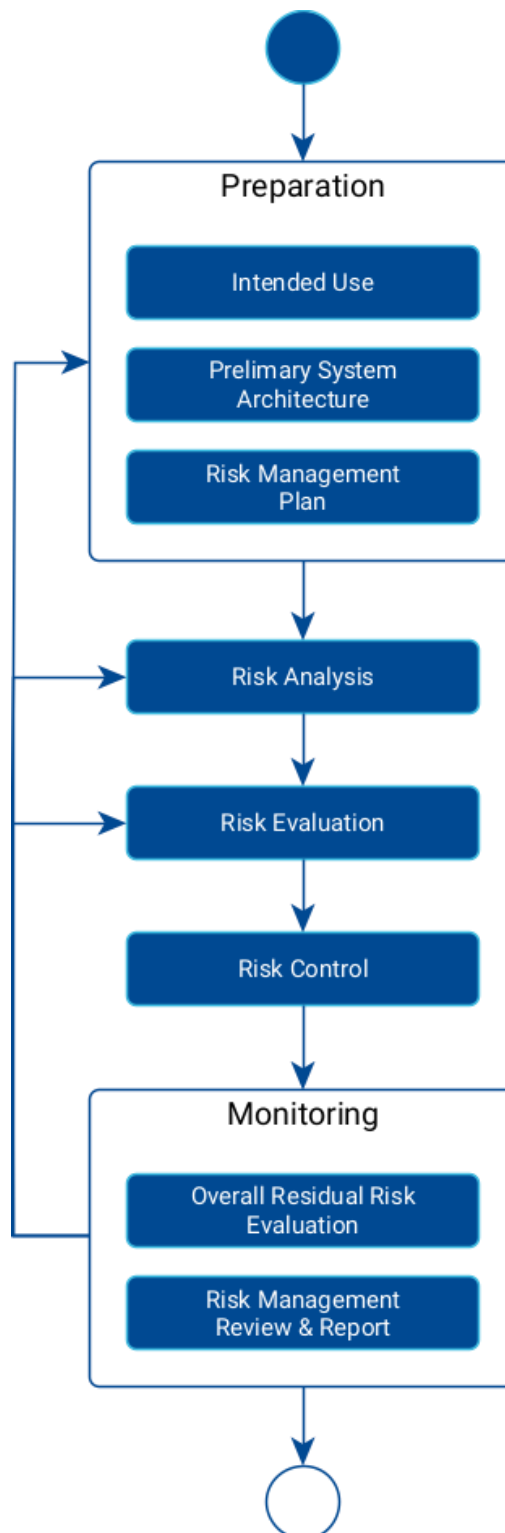 Preparation
Intended Use
Prelimary System
Architecture
Risk Management
Plan
Risk Analysis
Risk Evaluation
Risk Control
Monitoring
Overall Residual Risk
Evaluation
Risk Management
Review & Report